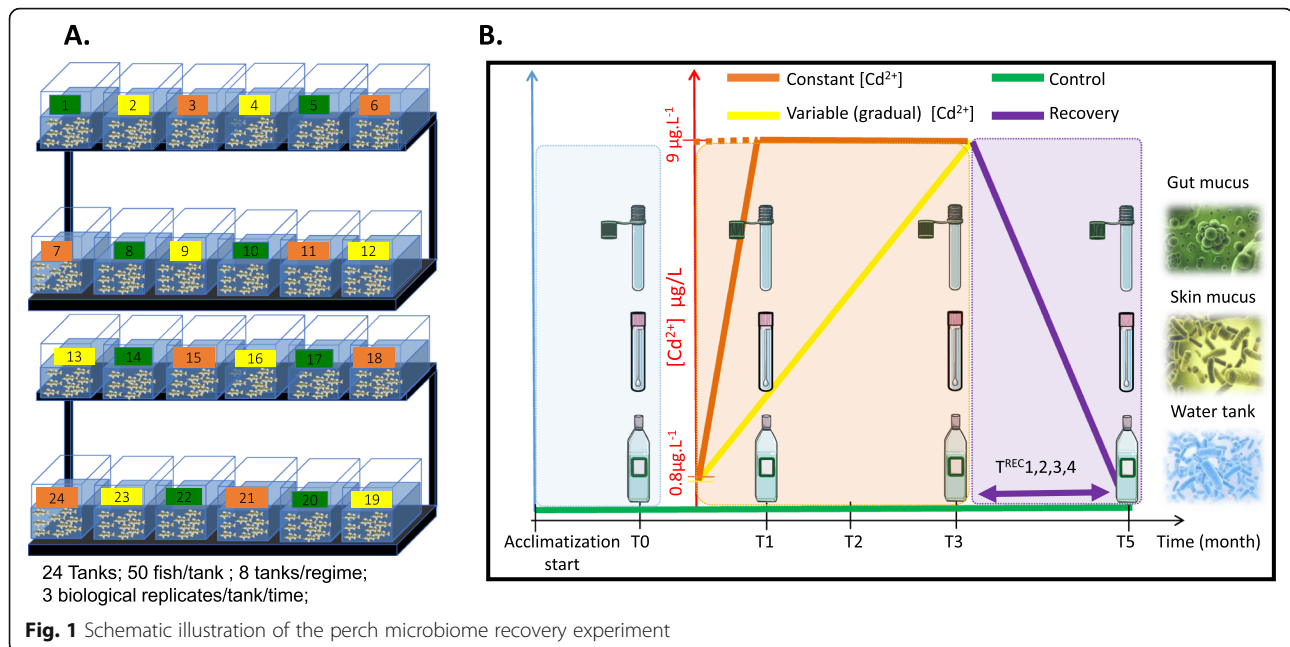 A.
1 2 3 4 5 6
7 8 9 10 11 12
13 14 15 16 17 18
24 23 22 21 20 19
24 Tanks; 50 fish/tank ; 8 tanks/regime;
3 biological replicates/tank/time;
B.
Constant [Cd²⁺]
Control
Variable (gradual) [Cd²⁺]
Recovery
9 µg.L⁻¹
[Cd²⁺] µg/L
0.8µg.L⁻¹
Gut mucus
Skin mucus
Water tank
Tᴿᴱᶜ1,2,3,4
Acclimatization
start
T0
T1
T2
T3
T5
Time (month)
Fig. 1 Schematic illustration of the perch microbiome recovery experiment